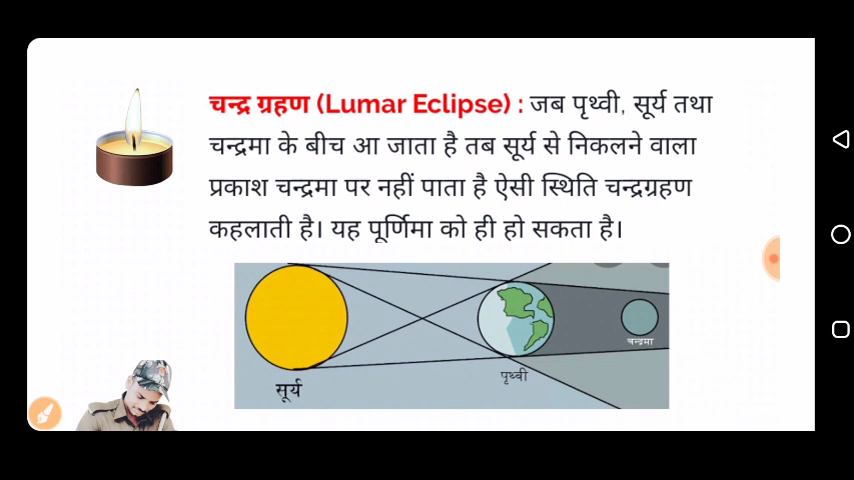 चन्द्र ग्रहण (Lumar Eclipse) : जब पृथ्वी, सूर्य तथा
चन्द्रमा के बीच आ जाता है तब सूर्य से निकलने वाला
प्रकाश चन्द्रमा पर नहीं पाता है ऐसी स्थिति चन्द्रग्रहण
कहलाती है। यह पूर्णिमा को ही हो सकता है।
चन्द्रमा
पृथ्वी
सूर्य